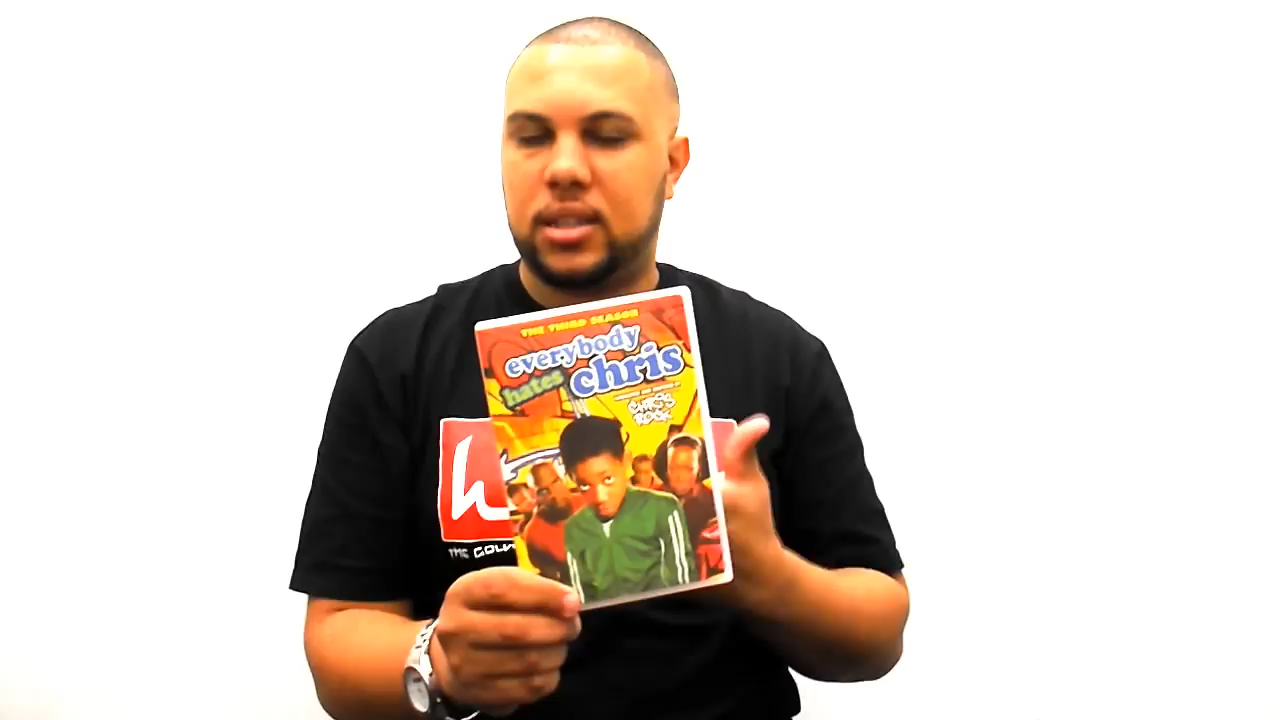 THE THIRD SEASON
everybody
hates chris
CHRIS
ROCK
h
THE